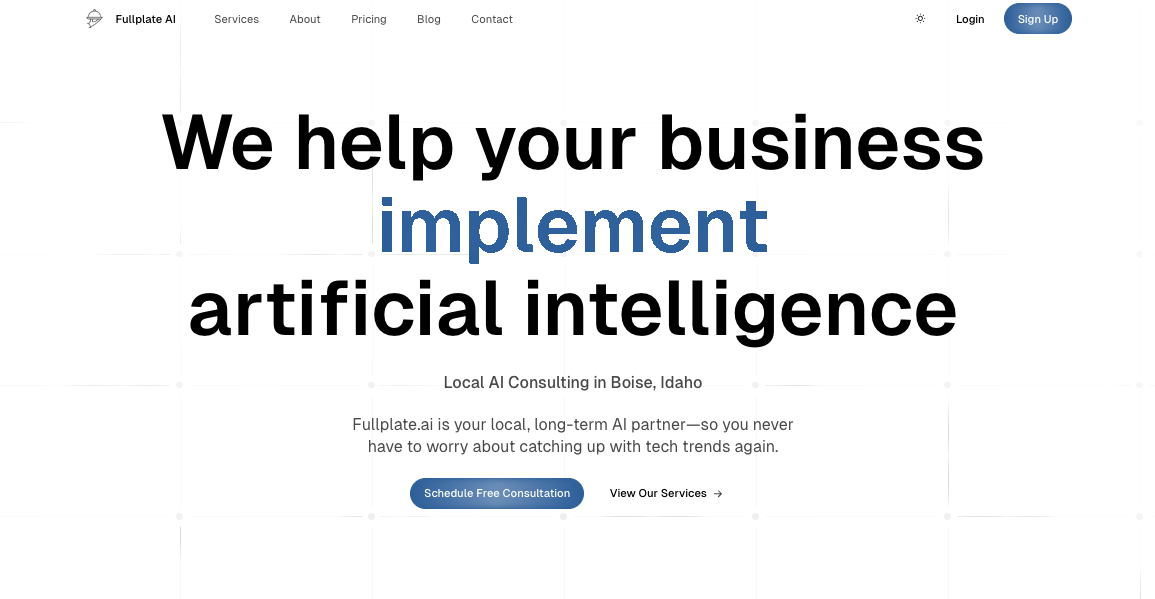 Fullplate AI
Services
About
Pricing
Blog
Contact
Login
Sign Up
We help your business
implement
artificial intelligence
Local AI Consulting in Boise, Idaho
Fullplate.ai is your local, long-term AI partner—so you never
have to worry about catching up with tech trends again.
Schedule Free Consultation
View Our Services →